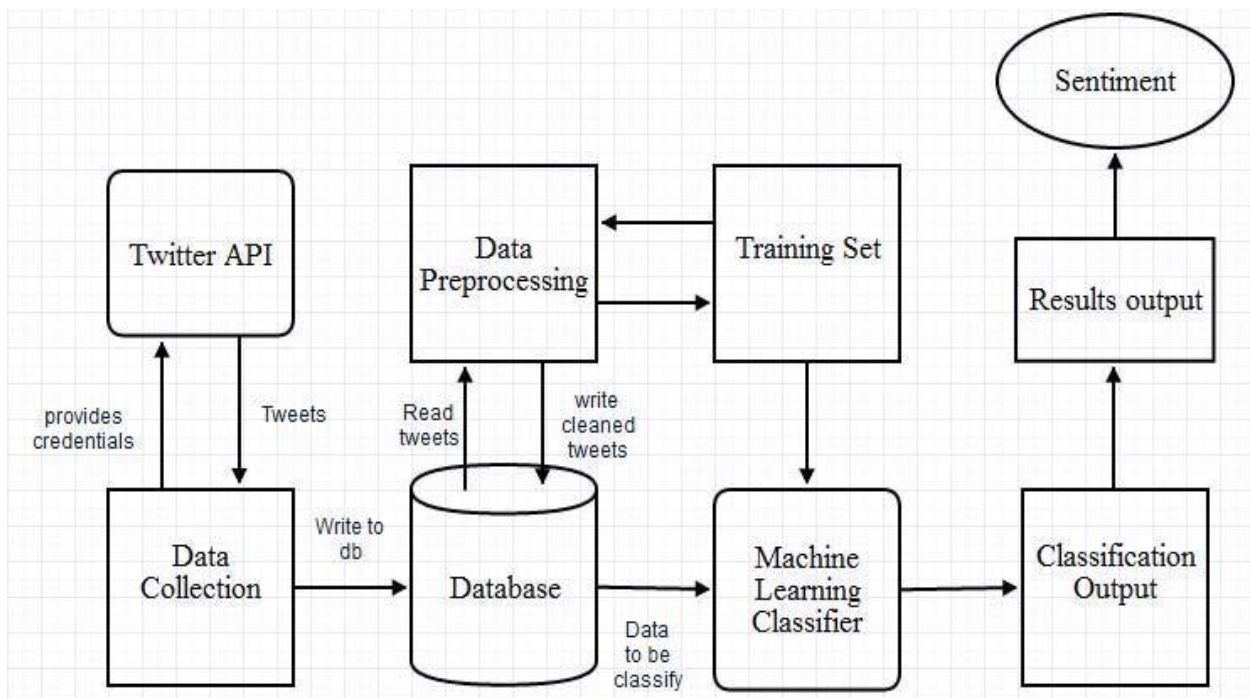 Sentiment
Twitter API
Data
Preprocessing
Training Set
Results output
provides
credentials
Tweets
Read
tweets
write
cleaned
tweets
Data
Collection
Write to
db
Database
Data
to be
classify
Machine
Learning
Classifier
Classification
Output